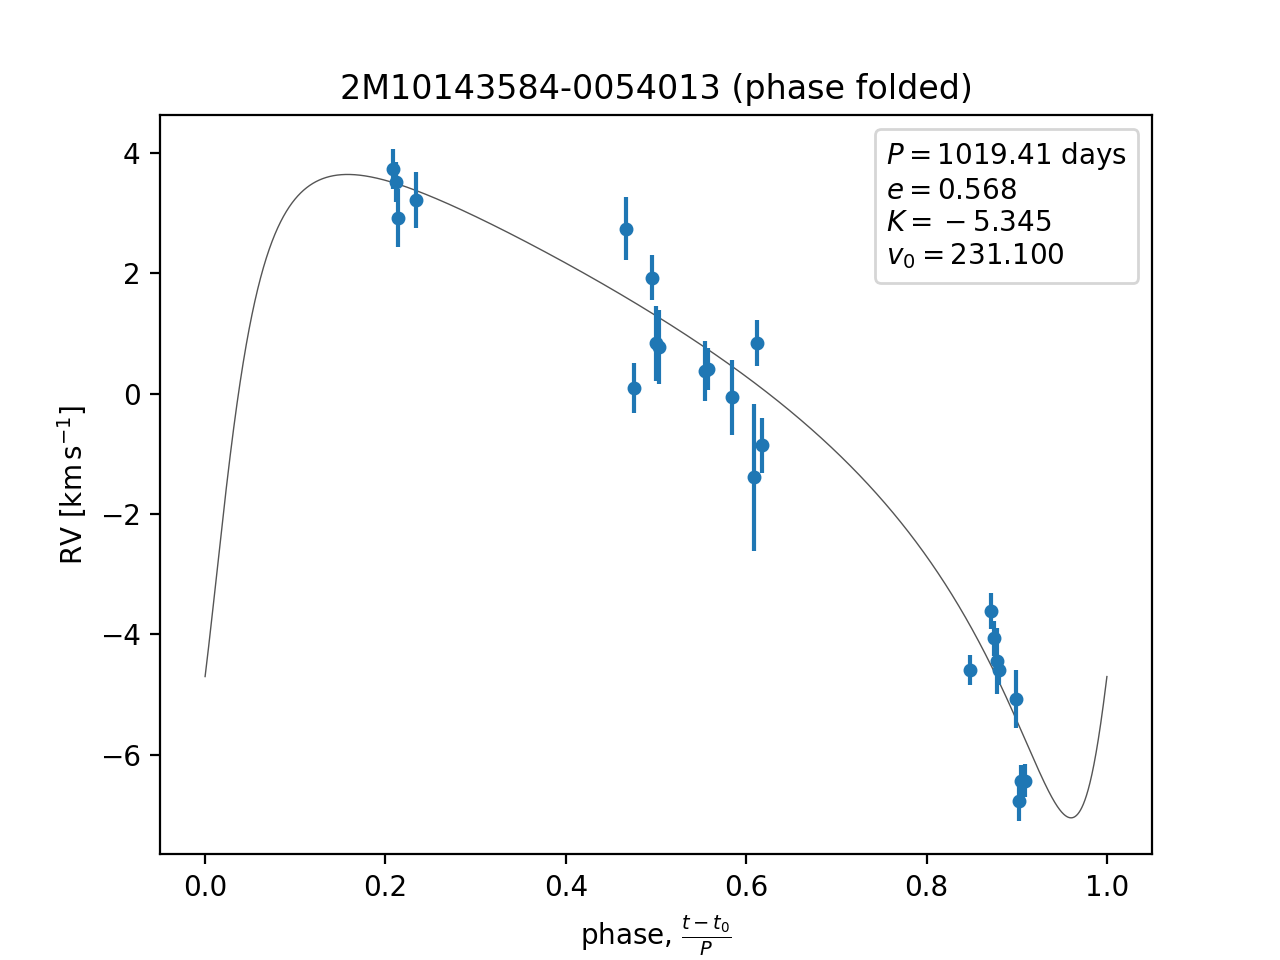 2M10143584-0054013 (phase folded)
P = 1019.41 days
e = 0.568
K = −5.345
v₀ = 231.100
4
2
0
−2
−4
−6
RV [km s⁻¹]
0.0 0.2 0.4 0.6 0.8 1.0
phase, (t − t₀)/P